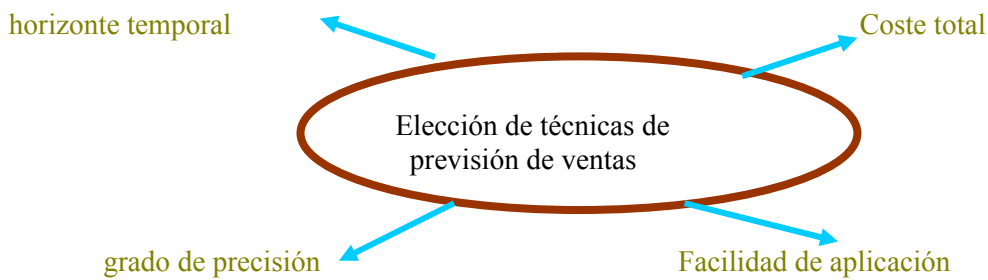 horizonte temporal
Coste total
Elección de técnicas de
previsión de ventas
grado de precisión
Facilidad de aplicación